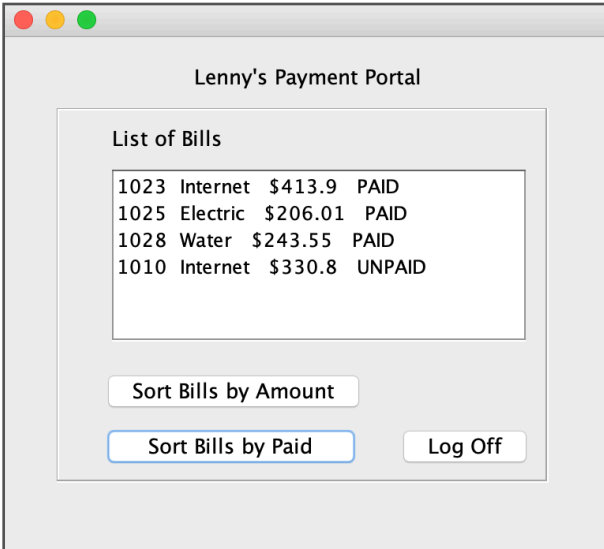 Lenny's Payment Portal
List of Bills
1023 Internet $413.9 PAID
1025 Electric $206.01 PAID
1028 Water $243.55 PAID
1010 Internet $330.8 UNPAID
Sort Bills by Amount
Sort Bills by Paid Log Off